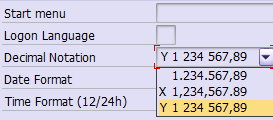 Start menu
Logon Language
Decimal Notation Y 1 234 567,89
1.234.567,89
Date Format X 1,234,567.89
Time Format (12/24h) Y 1 234 567,89